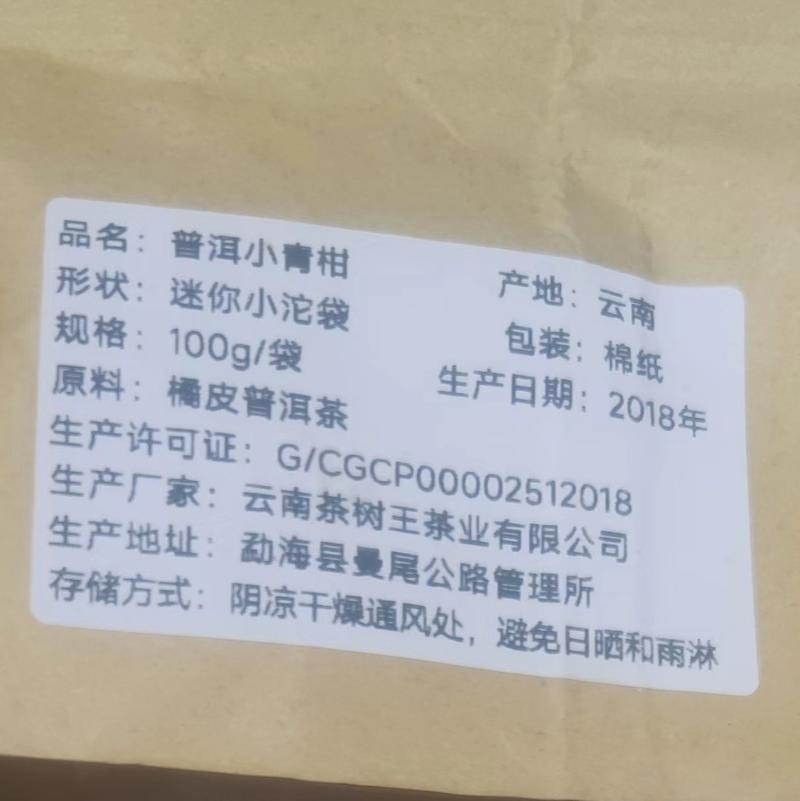 品名：普洱小青柑 产地：云南
形状：迷你小沱袋 包装：棉纸
规格：100g/袋 生产日期：2018年
原料：橘皮普洱茶
生产许可证：G/CGCP00002512018
生产厂家：云南茶树王茶业有限公司
生产地址：勐海县曼尾公路管理所
存储方式：阴凉干燥通风处，避免日晒和雨淋